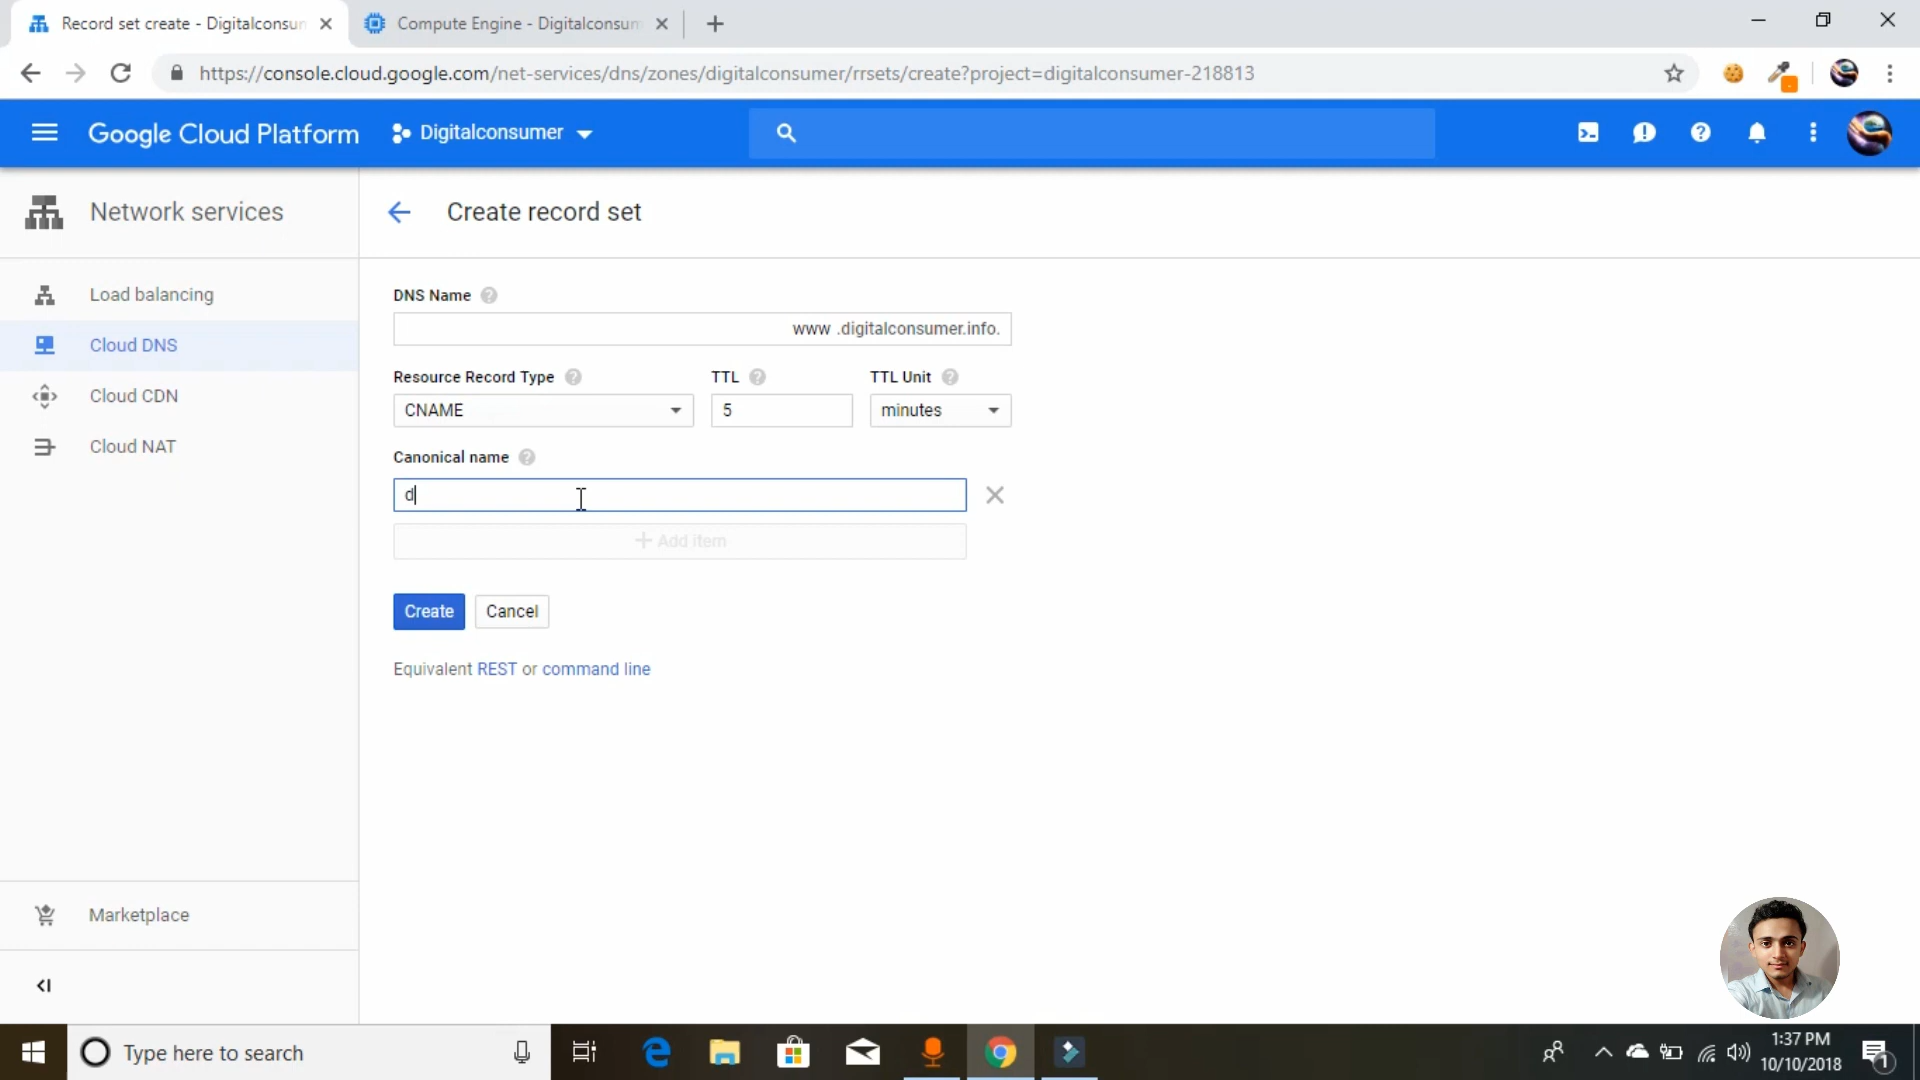 Record set create - Digitalconsun
Compute Engine - Digitalconsum
https://console.cloud.google.com/net-services/dns/zones/digitalconsumer/rrsets/create?project=digitalconsumer-218813
Google Cloud Platform
Digitalconsumer
Network services
Create record set
Load balancing
Cloud DNS
Cloud CDN
Cloud NAT
DNS Name
www .digitalconsumer.info.
Resource Record Type
TTL
TTL Unit
CNAME
5
minutes
Canonical name
d
+ Add item
Create
Cancel
Equivalent REST or command line
Marketplace
Type here to search
1:37 PM
10/10/2018
1